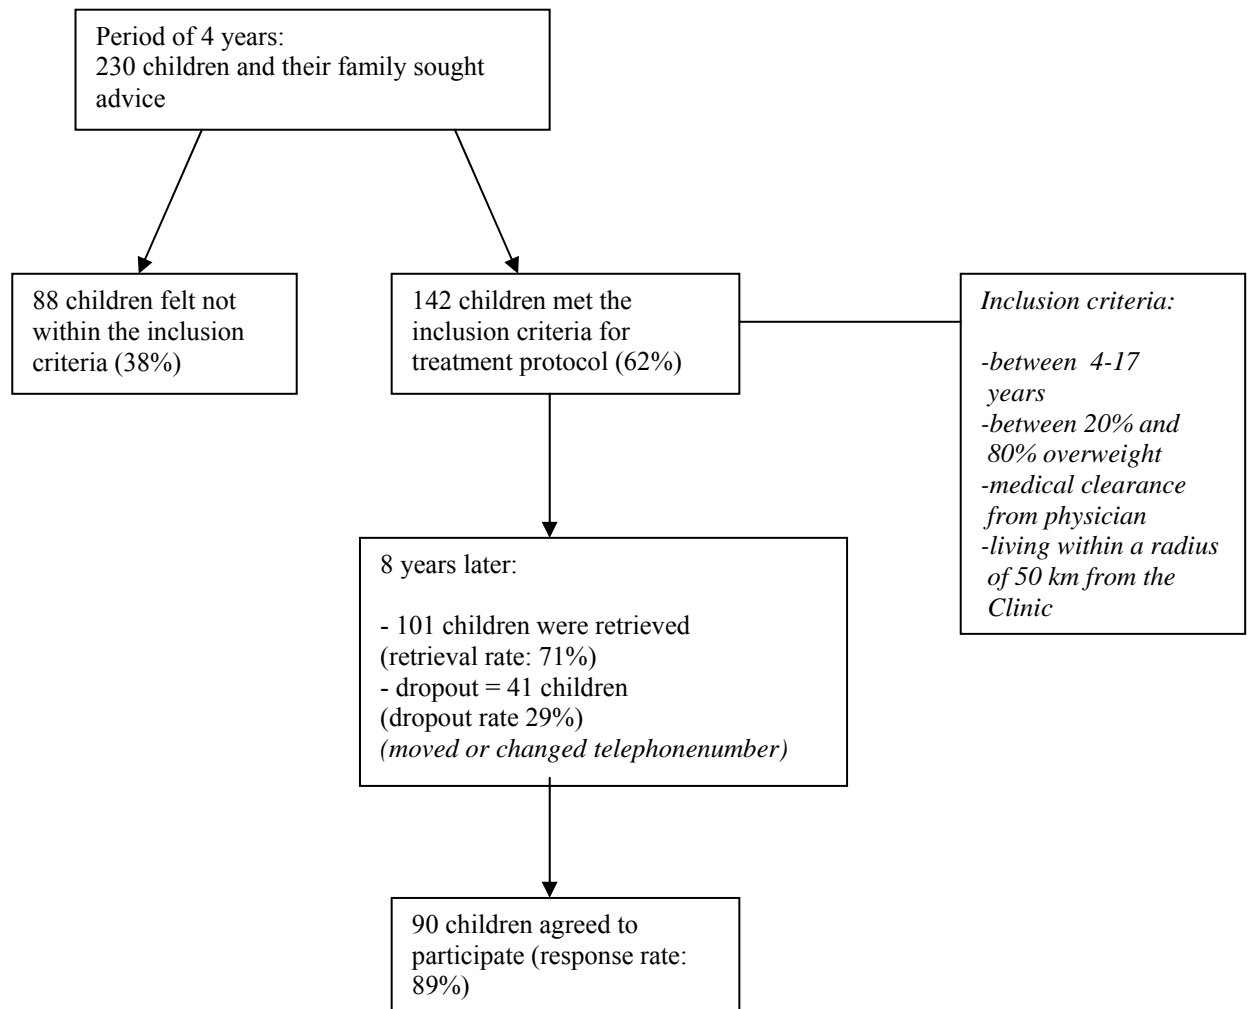 Period of 4 years:
230 children and their family sought
advice
88 children felt not
within the inclusion
criteria (38%)
142 children met the
inclusion criteria for
treatment protocol (62%)
Inclusion criteria:
-between  4-17
years
-between 20% and
80% overweight
-medical clearance
from physician
-living within a radius
of 50 km from the
Clinic
8 years later:
- 101 children were retrieved
(retrieval rate: 71%)
- dropout = 41 children
(dropout rate 29%)
(moved or changed telephonenumber)
90 children agreed to
participate (response rate:
89%)